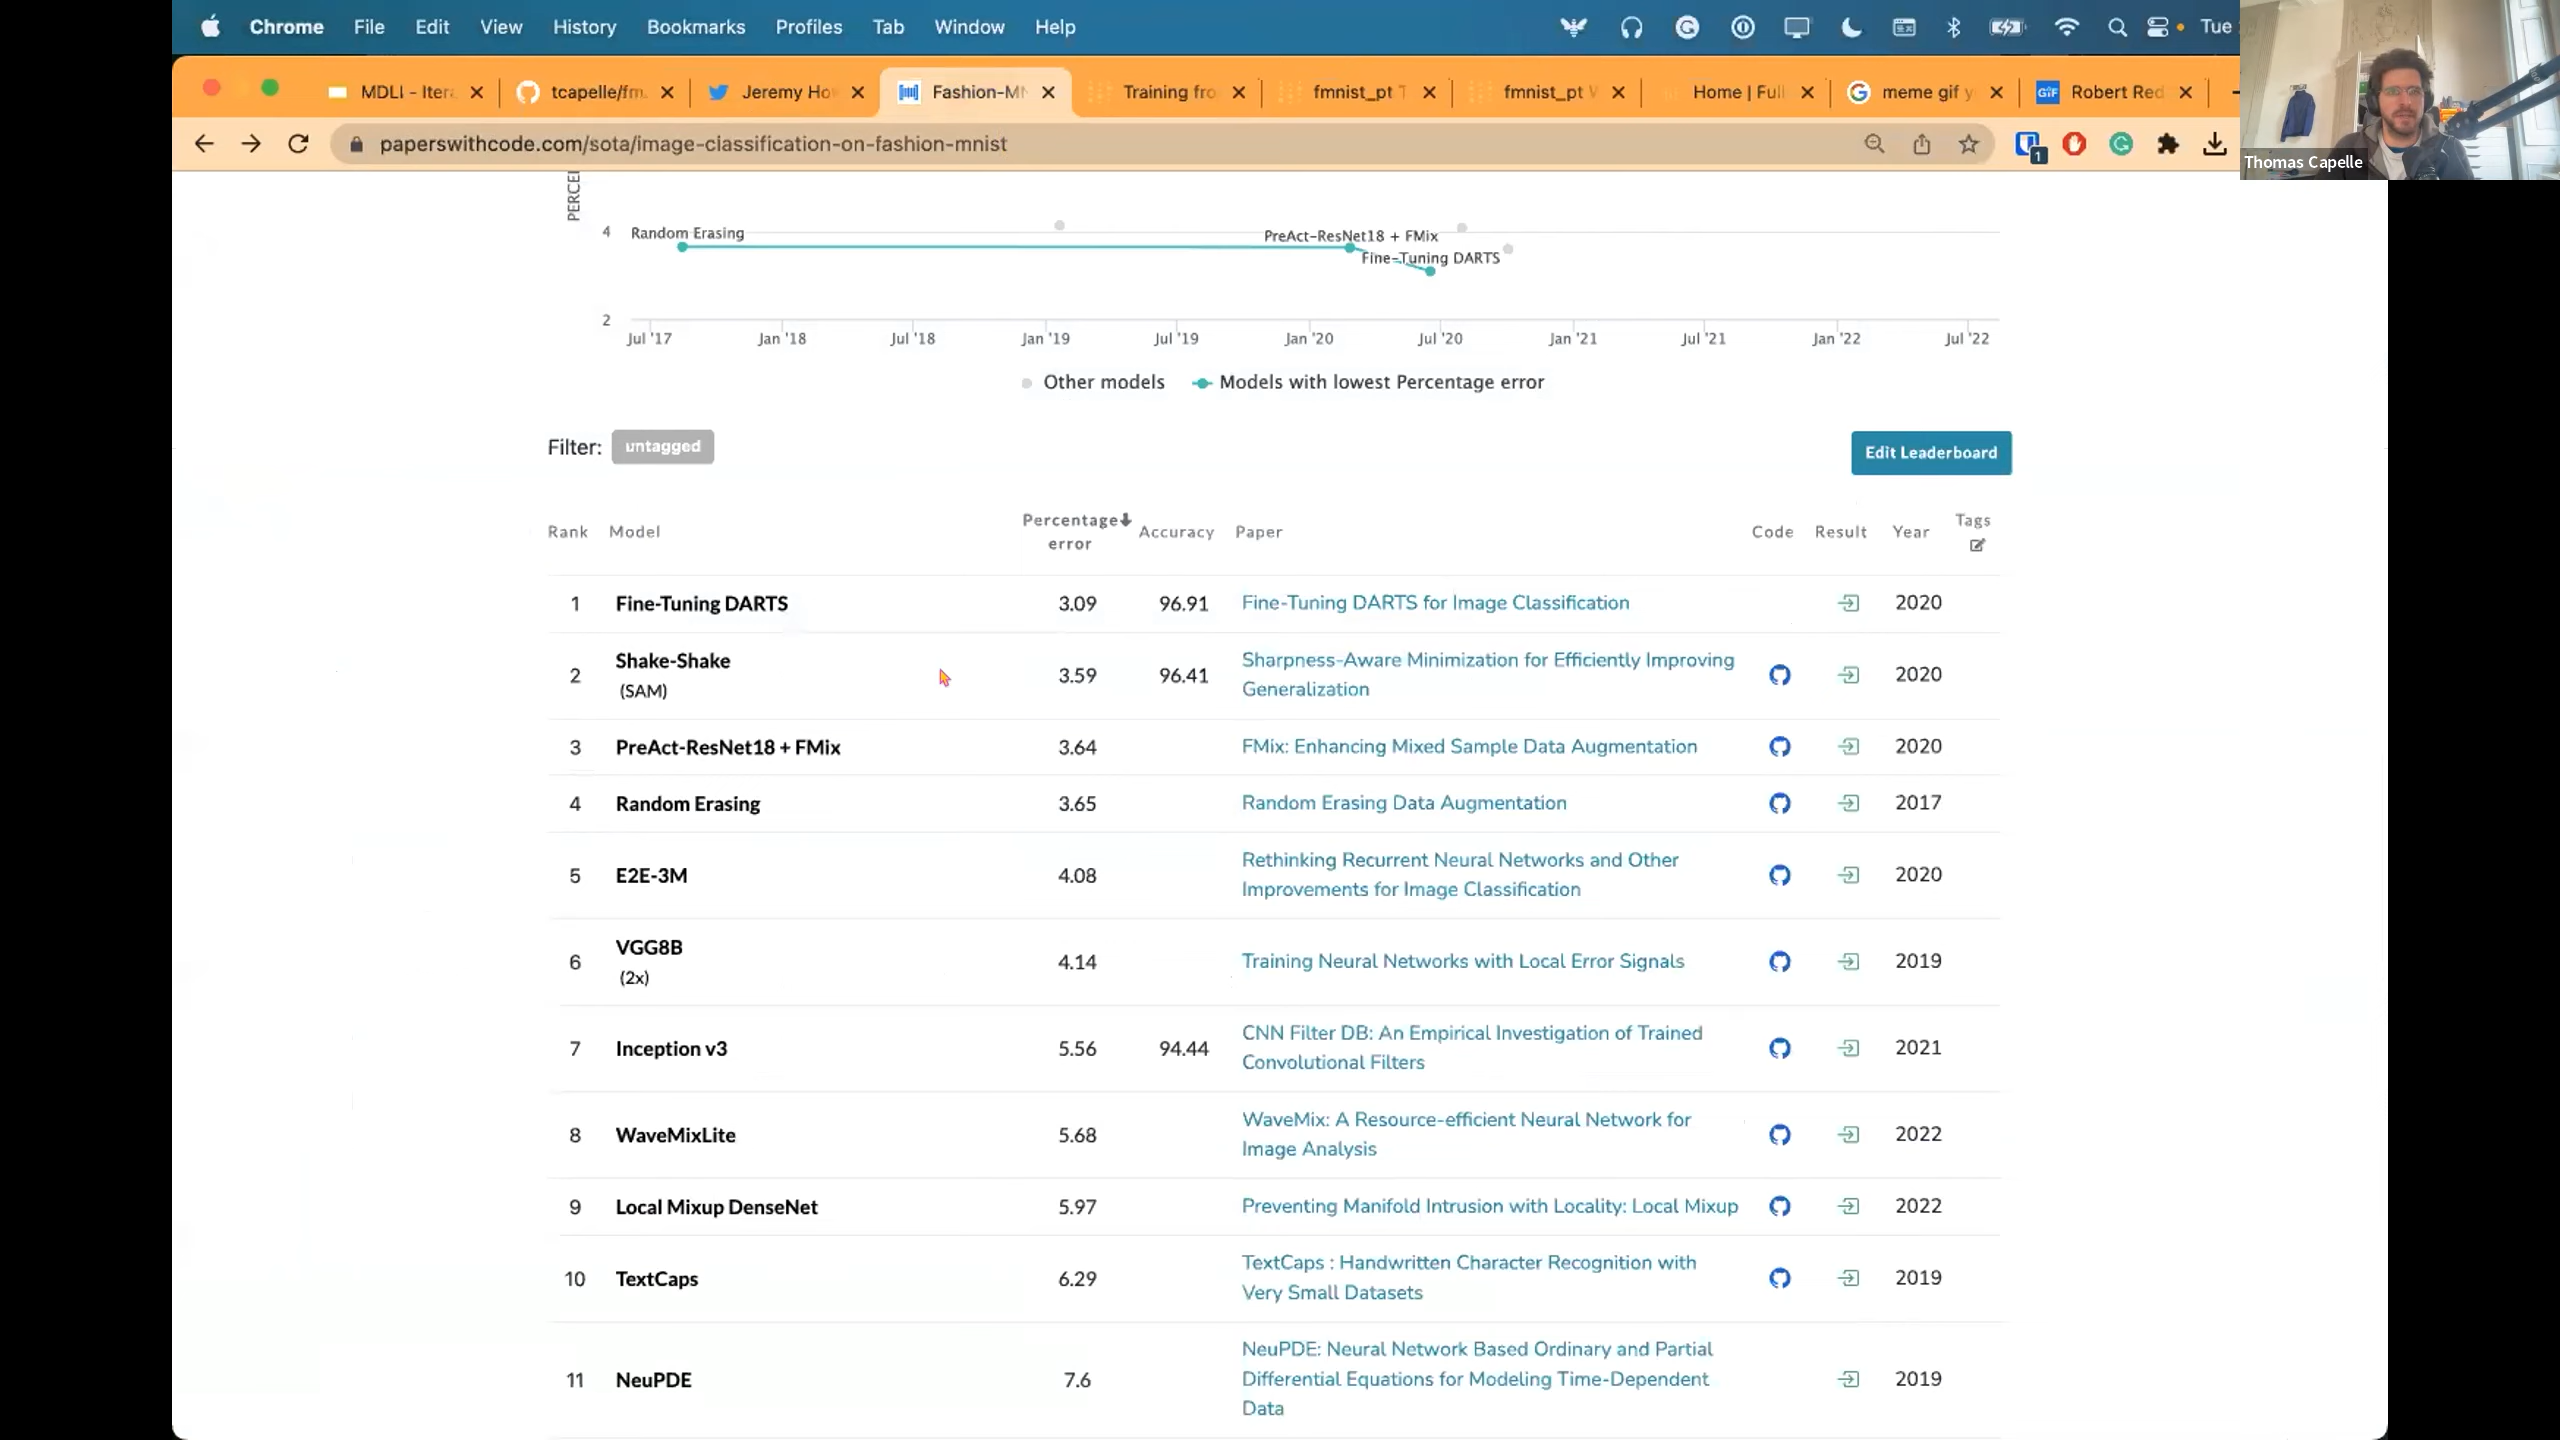 Chrome File Edit View History Bookmarks Profiles Tab Window Help Tue
MDLI - Iter tcapelle/fm Jeremy Ho Fashion-MN Training fro fmnist_pt T fmnist_pt W Home | Full meme gif y GIF Robert Red
paperswithcode.com/sota/image-classification-on-fashion-mnist 1
Thomas Capelle
PERCE
4
Random Erasing
PreAct-ResNet18 + FMix
Fine-Tuning DARTS
2
Jul '17 Jan '18 Jul '18 Jan '19 Jul '19 Jan '20 Jul '20 Jan '21 Jul '21 Jan '22 Jul '22
Other models Models with lowest Percentage error
Filter: untagged
Edit Leaderboard
Rank Model Percentage error Accuracy Paper Code Result Year Tags
1 Fine-Tuning DARTS 3.09 96.91 Fine-Tuning DARTS for Image Classification 2020
2 Shake-Shake (SAM) 3.59 96.41 Sharpness-Aware Minimization for Efficiently Improving
Generalization 2020
3 PreAct-ResNet18 + FMix 3.64 FMix: Enhancing Mixed Sample Data Augmentation 2020
4 Random Erasing 3.65 Random Erasing Data Augmentation 2017
5 E2E-3M 4.08 Rethinking Recurrent Neural Networks and Other
Improvements for Image Classification 2020
6 VGG8B (2x) 4.14 Training Neural Networks with Local Error Signals 2019
7 Inception v3 5.56 94.44 CNN Filter DB: An Empirical Investigation of Trained
Convolutional Filters 2021
8 WaveMixLite 5.68 WaveMix: A Resource-efficient Neural Network for
Image Analysis 2022
9 Local Mixup DenseNet 5.97 Preventing Manifold Intrusion with Locality: Local Mixup 2022
10 TextCaps 6.29 TextCaps : Handwritten Character Recognition with
Very Small Datasets 2019
11 NeuPDE 7.6 NeuPDE: Neural Network Based Ordinary and Partial
Differential Equations for Modeling Time-Dependent
Data 2019